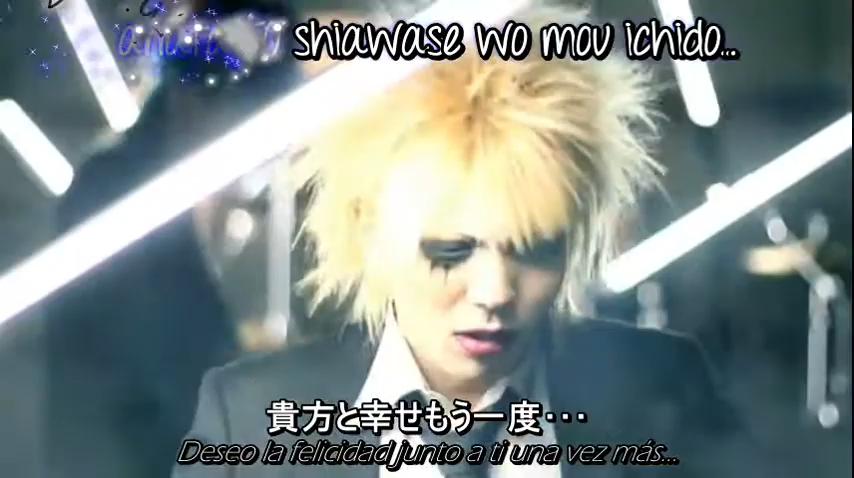 shiawase wo mou ichido...
貴方と幸せもう一度・・・
Deseo la felicidad junto a ti una vez más...